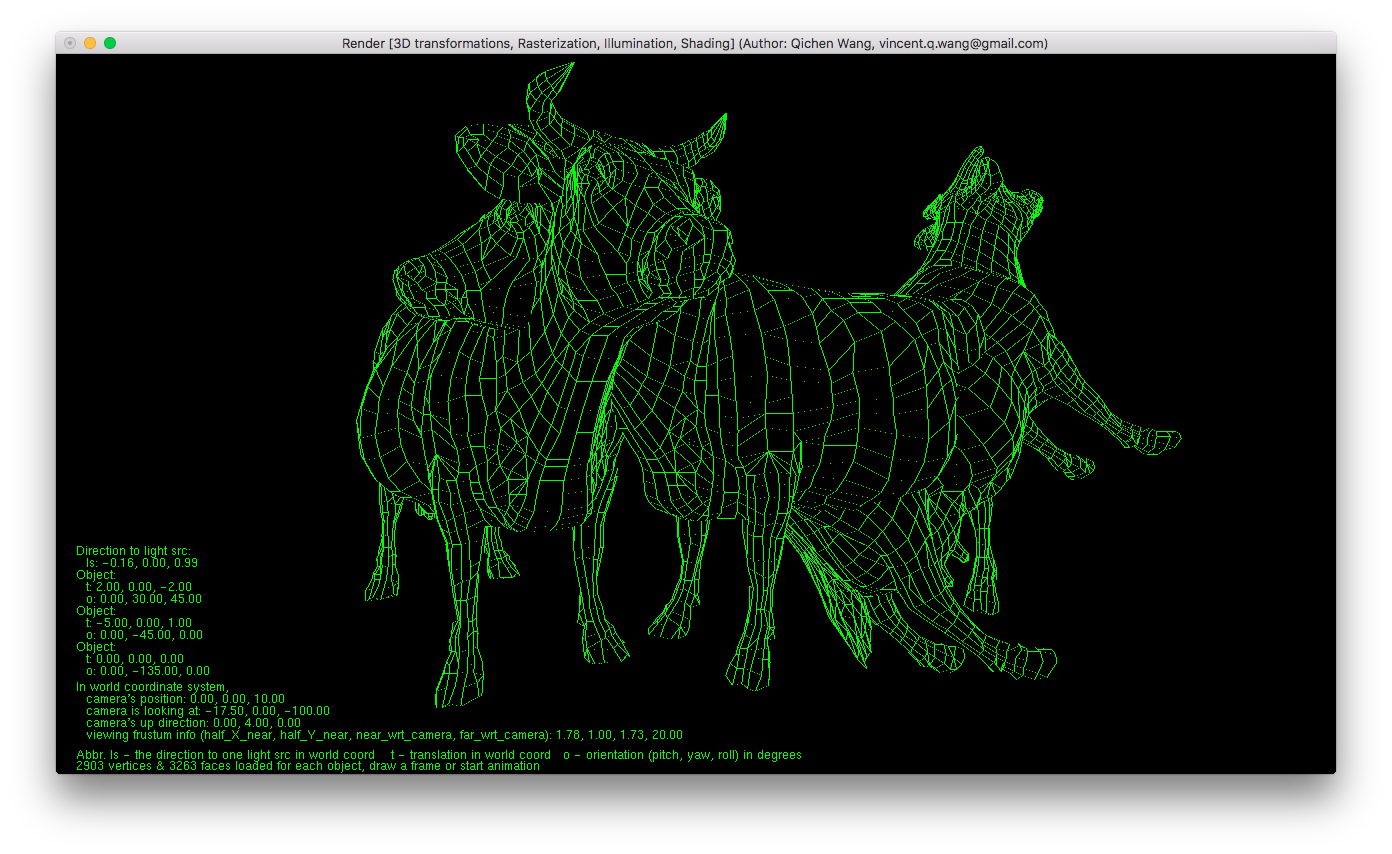 Render [3D transformations, Rasterization, Illumination, Shading] (Author: Qichen Wang, vincent.q.wang@gmail.com)
Direction to light src:
ls: -0.16, 0.00, 0.99
Object:
t: 2.00, 0.00, -2.00
o: 0.00, 30.00, 45.00
Object:
t: -5.00, 0.00, 1.00
o: 0.00, -45.00, 0.00
Object:
t: 0.00, 0.00, 0.00
o: 0.00, -135.00, 0.00
In world coordinate system,
camera's position: 0.00, 0.00, 10.00
camera is looking at: -17.50, 0.00, -100.00
camera's up direction: 0.00, 4.00, 0.00
viewing frustum info (half_X_near, half_Y_near, near_wrt_camera, far_wrt_camera): 1.78, 1.00, 1.73, 20.00
Abbr. ls - the direction to one light src in world coord t - translation in world coord o - orientation (pitch, yaw, roll) in degrees
2903 vertices & 3263 faces loaded for each object, draw a frame or start animation